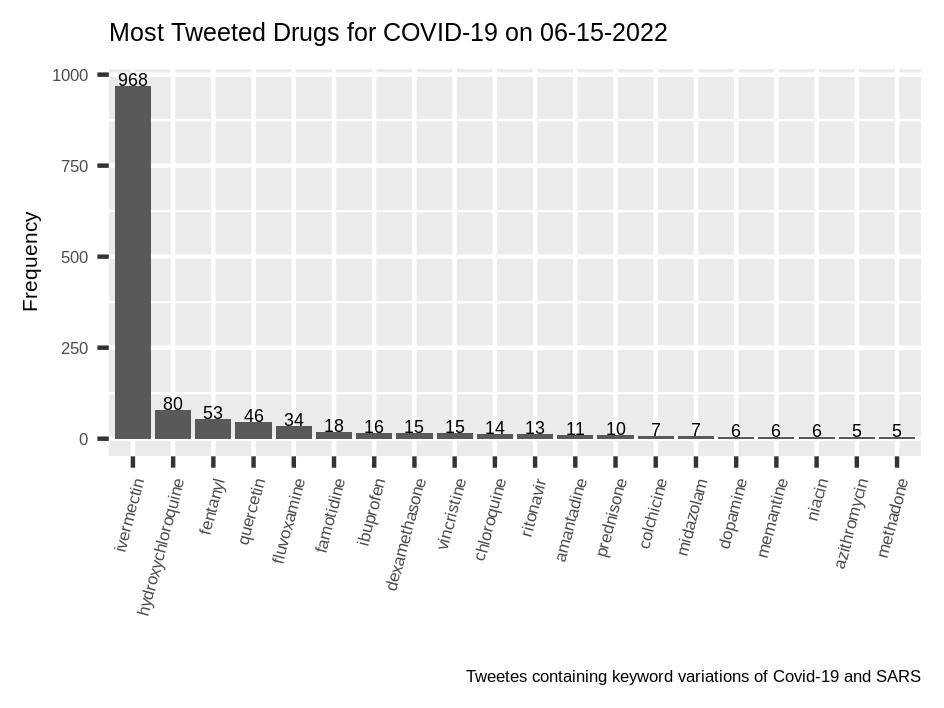 Most Tweeted Drugs for COVID-19 on 06-15-2022
Frequency
1000
750
500
250
0
968
80
53
46
34
18
16
15
15
14
13
11
10
7
7
6
6
6
5
5
ivermectin
hydroxychloroquine
fentanyl
quercetin
fluvoxamine
famotidine
ibuprofen
dexamethasone
vincristine
chloroquine
ritonavir
amantadine
prednisone
colchicine
midazolam
dopamine
memantine
niacin
azithromycin
methadone
Tweetes containing keyword variations of Covid-19 and SARS